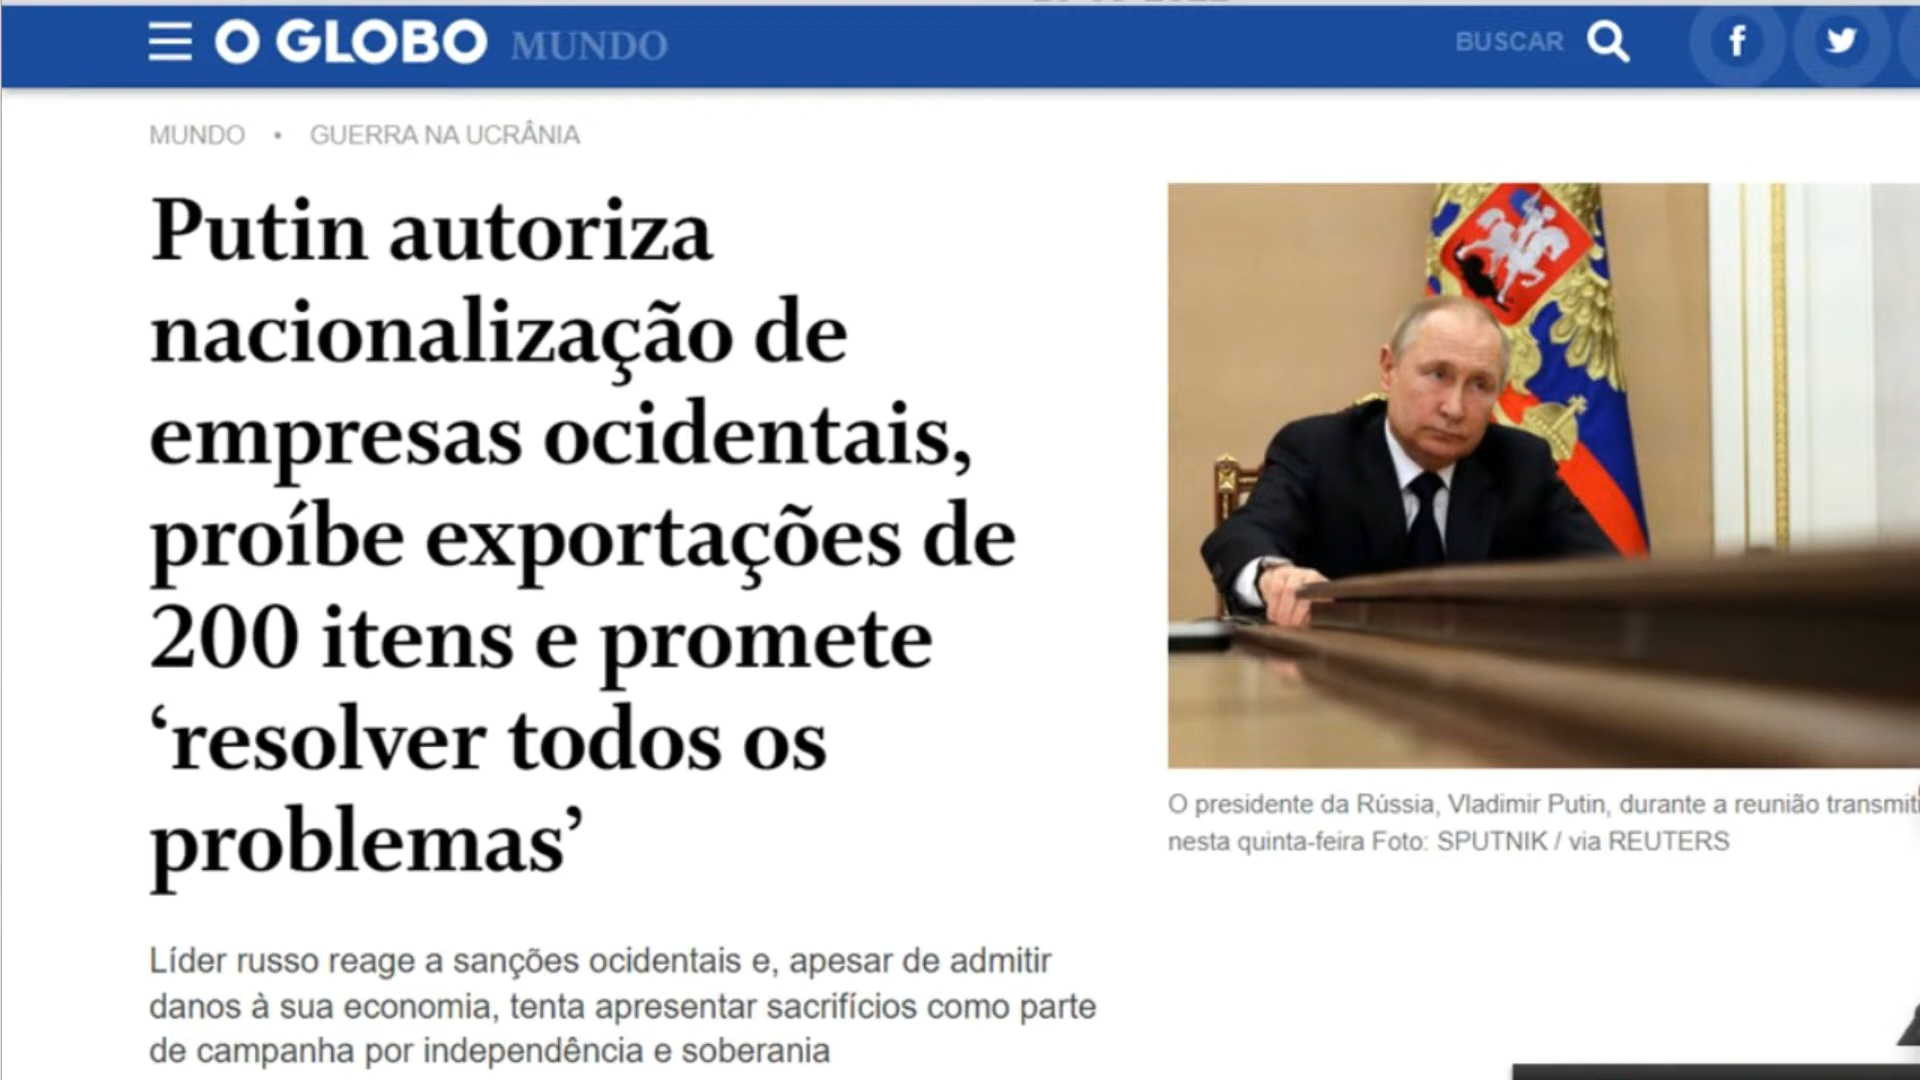 O GLOBO MUNDO
BUSCAR
MUNDO • GUERRA NA UCRÂNIA
Putin autoriza
nacionalização de
empresas ocidentais,
proíbe exportações de
200 itens e promete
‘resolver todos os
problemas’
Líder russo reage a sanções ocidentais e, apesar de admitir
danos à sua economia, tenta apresentar sacrifícios como parte
de campanha por independência e soberania
O presidente da Rússia, Vladimir Putin, durante a reunião
nesta quinta-feira Foto: SPUTNIK / via REUTERS